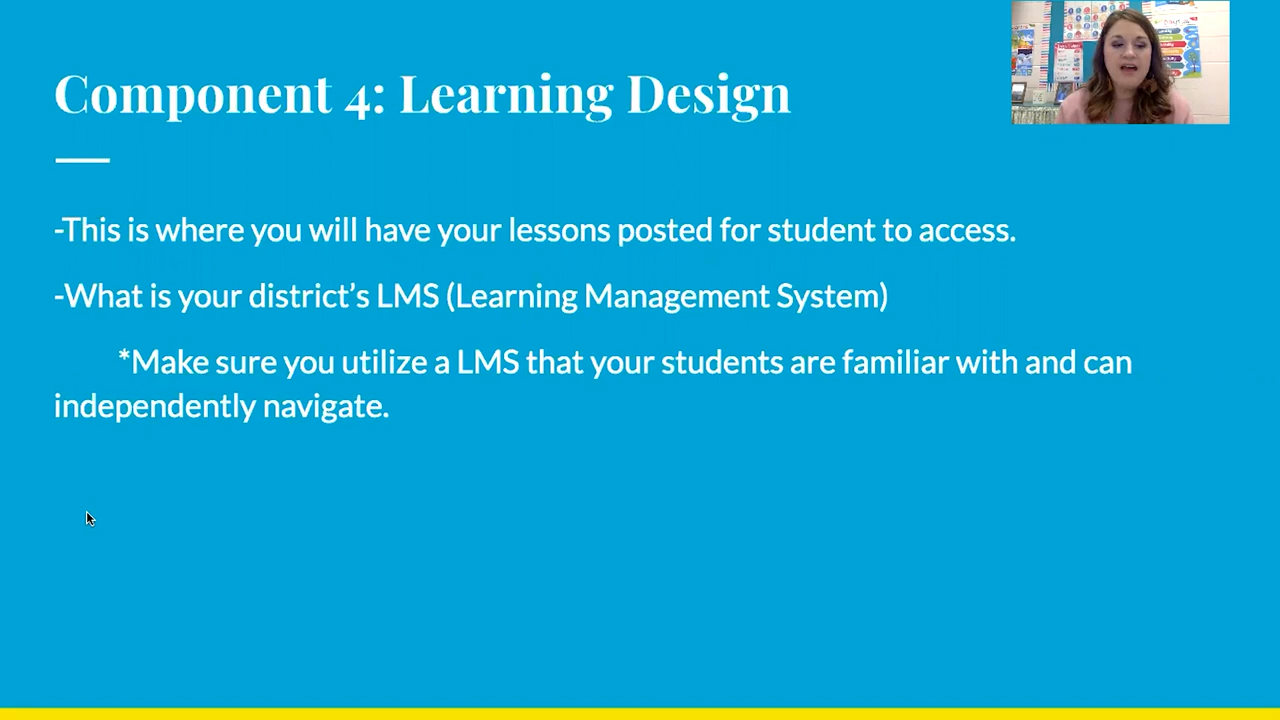 Component 4: Learning Design
-This is where you will have your lessons posted for student to access.
-What is your district’s LMS (Learning Management System)
*Make sure you utilize a LMS that your students are familiar with and can
independently navigate.